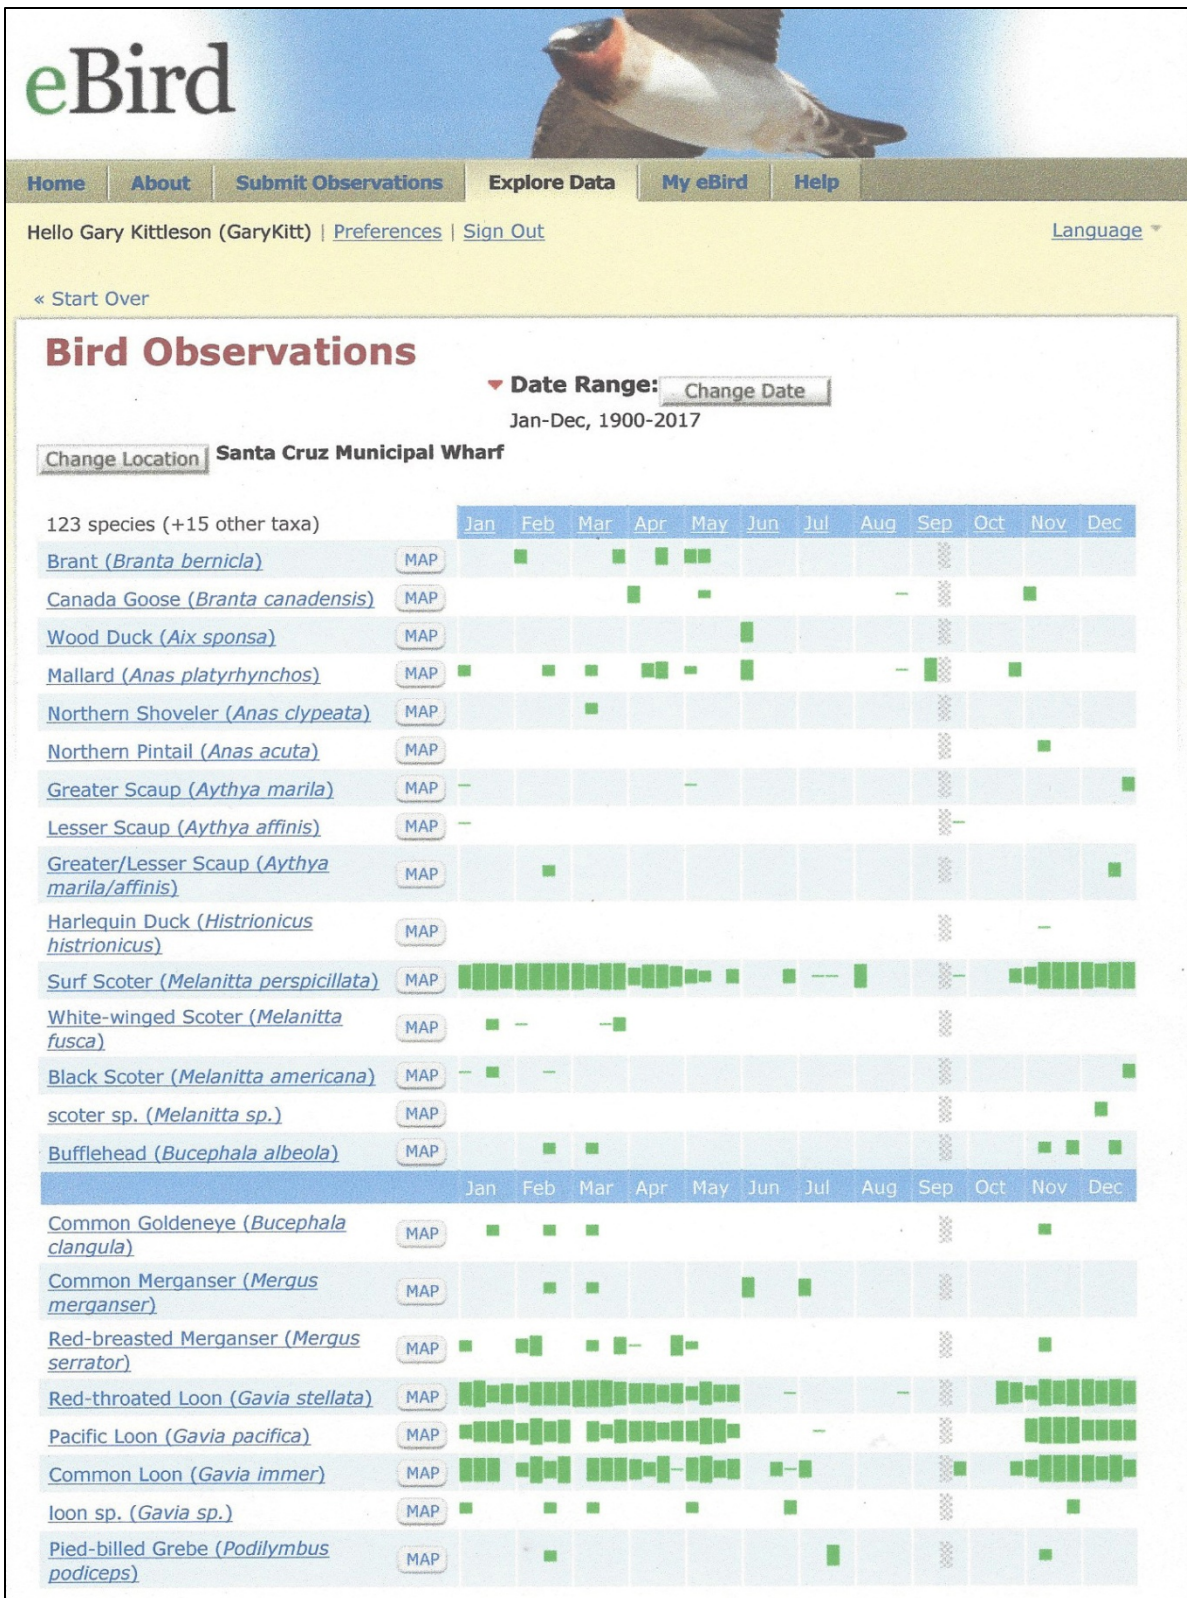 eBird
Home About Submit Observations Explore Data My eBird Help
Hello Gary Kittleson (GaryKitt) | Preferences | Sign Out Language
« Start Over
Bird Observations
Date Range: Change Date
Jan-Dec, 1900-2017
Change Location Santa Cruz Municipal Wharf
123 species (+15 other taxa) Jan Feb Mar Apr May Jun Jul Aug Sep Oct Nov Dec
Brant (Branta bernicla) MAP
Canada Goose (Branta canadensis) MAP
Wood Duck (Aix sponsa) MAP
Mallard (Anas platyrhynchos) MAP
Northern Shoveler (Anas clypeata) MAP
Northern Pintail (Anas acuta) MAP
Greater Scaup (Aythya marila) MAP
Lesser Scaup (Aythya affinis) MAP
Greater/Lesser Scaup (Aythya
marila/affinis) MAP
Harlequin Duck (Histrionicus
histrionicus) MAP
Surf Scoter (Melanitta perspicillata) MAP
White-winged Scoter (Melanitta
fusca) MAP
Black Scoter (Melanitta americana) MAP
scoter sp. (Melanitta sp.) MAP
Bufflehead (Bucephala albeola) MAP
Jan Feb Mar Apr May Jun Jul Aug Sep Oct Nov Dec
Common Goldeneye (Bucephala
clangula) MAP
Common Merganser (Mergus
merganser) MAP
Red-breasted Merganser (Mergus
serrator) MAP
Red-throated Loon (Gavia stellata) MAP
Pacific Loon (Gavia pacifica) MAP
Common Loon (Gavia immer) MAP
loon sp. (Gavia sp.) MAP
Pied-billed Grebe (Podilymbus
podiceps) MAP